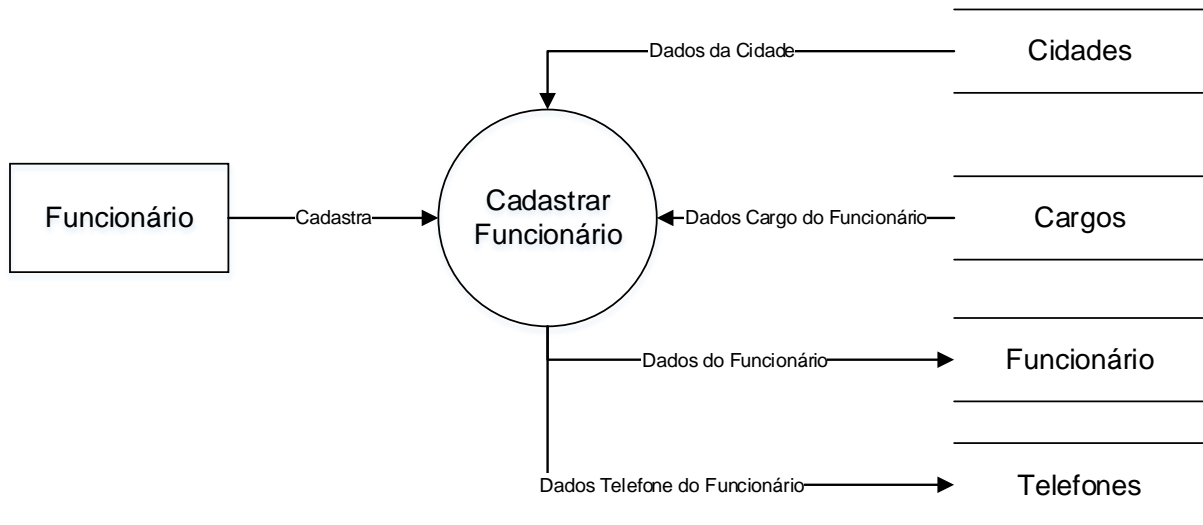 Dados da Cidade
Cidades
Funcionário
Cadastra
Cadastrar
Funcionário
Dados Cargo do Funcionário
Cargos
Dados do Funcionário
Funcionário
Dados Telefone do Funcionário
Telefones